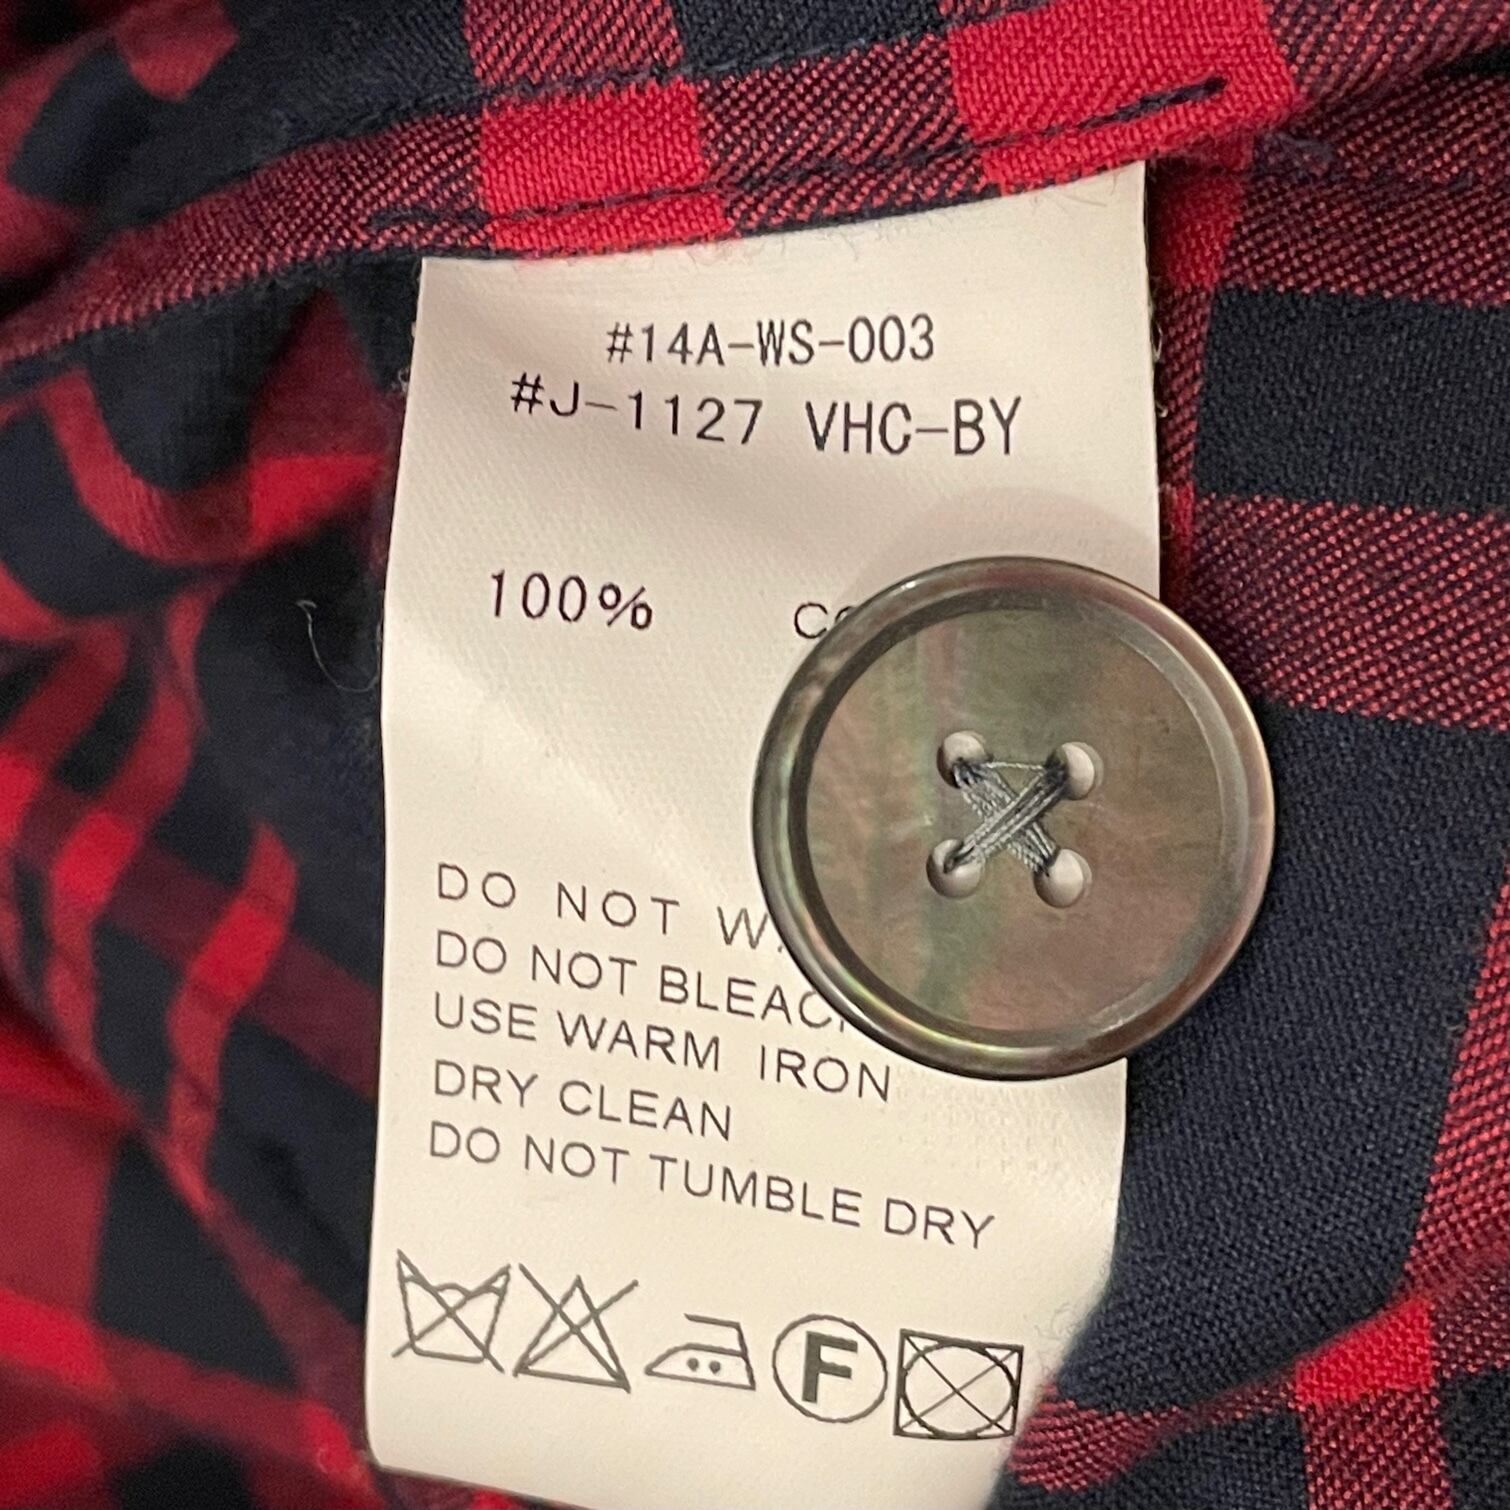 #14A-WS-003
#J-1127 VHC-BY
100%
DO NOT
DO NOT
USE WARM IRON
DRY CLEAN
DO NOT TUMBLE DRY
F